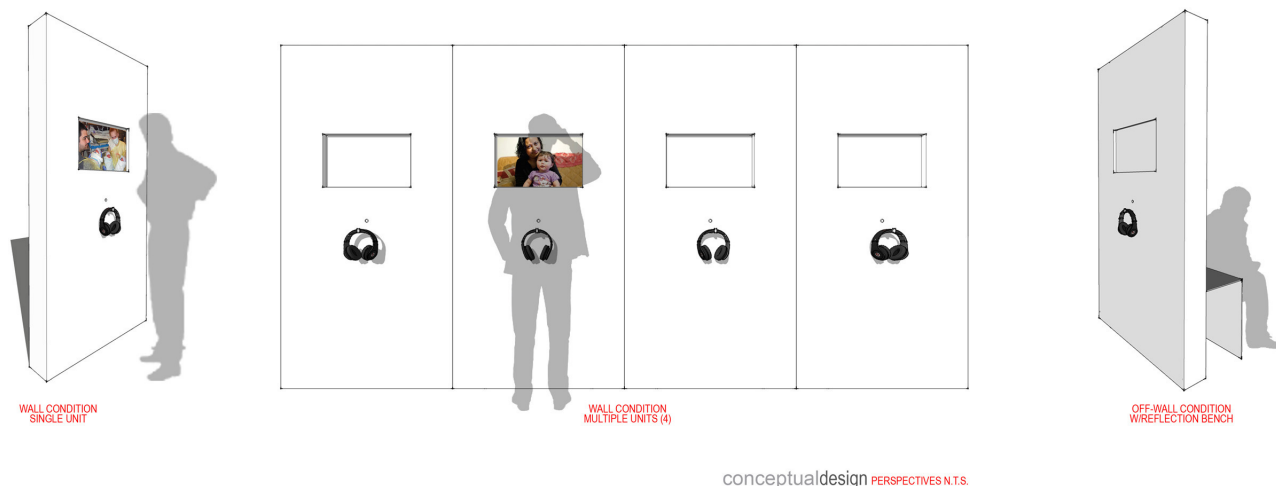 WALL CONDITION
SINGLE UNIT
WALL CONDITION
MULTIPLE UNITS (4)
OFF-WALL CONDITION
W/REFLECTION BENCH
conceptualdesign PERSPECTIVES N.T.S.